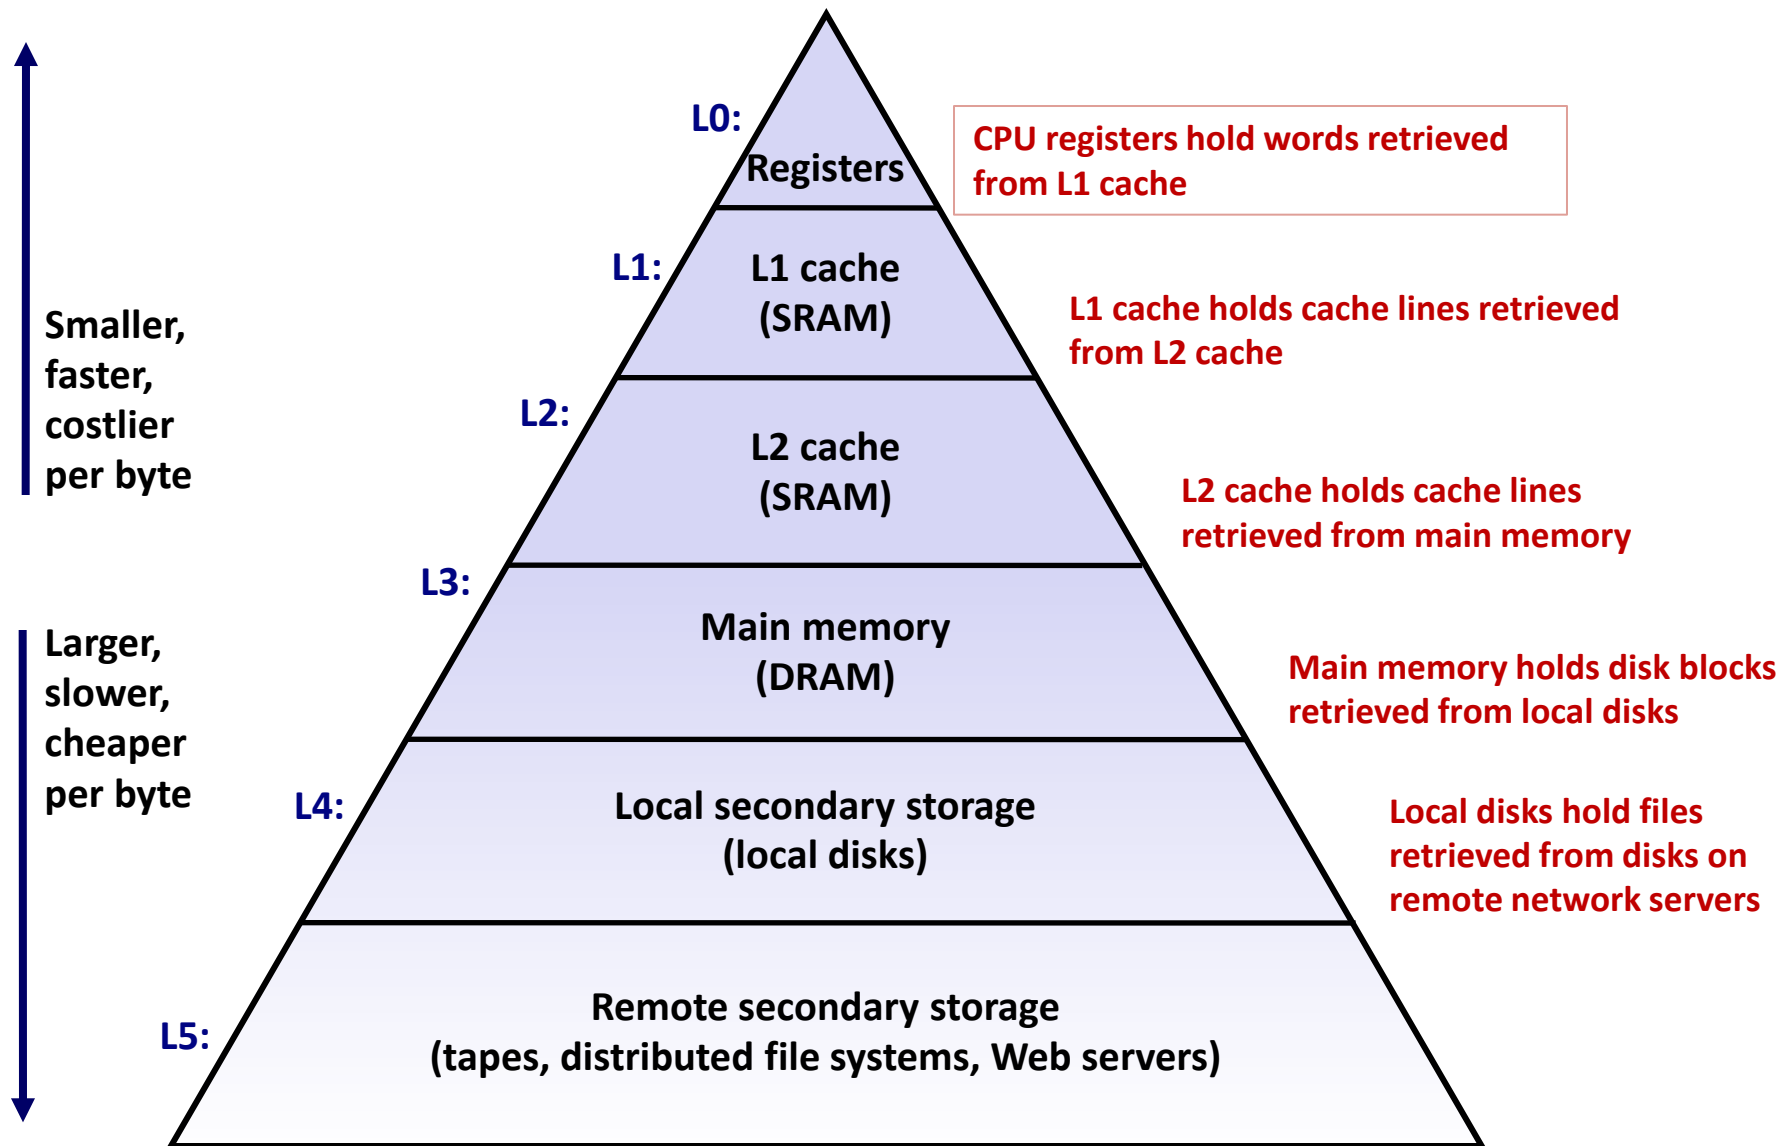 L0:
Registers
CPU registers hold words retrieved
from L1 cache
L1:
L1 cache
(SRAM)
L1 cache holds cache lines retrieved
from L2 cache
Smaller,
faster,
costlier
per byte
L2:
L2 cache
(SRAM)
L2 cache holds cache lines
retrieved from main memory
L3:
Main memory
(DRAM)
Main memory holds disk blocks
retrieved from local disks
Larger,
slower,
cheaper
per byte
L4:
Local secondary storage
(local disks)
Local disks hold files
retrieved from disks on
remote network servers
L5:
Remote secondary storage
(tapes, distributed file systems, Web servers)